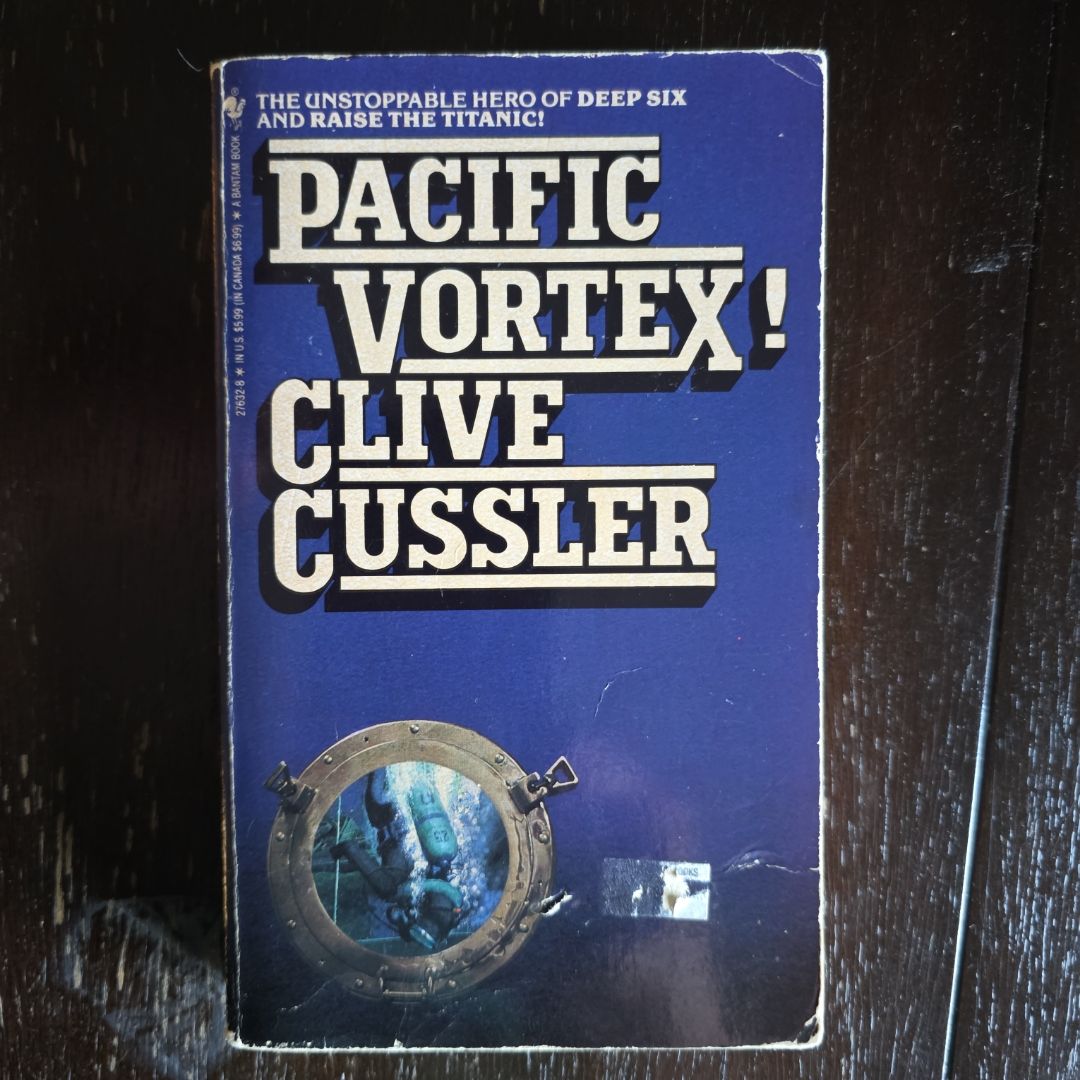 THE UNSTOPPABLE HERO OF DEEP SIX
AND RAISE THE TITANIC!
PACIFIC
VORTEX!
CLIVE
CUSSLER
27632-8 * IN U.S. $5.99 (IN CANADA $6.99) * A BANTAM BOOK
23